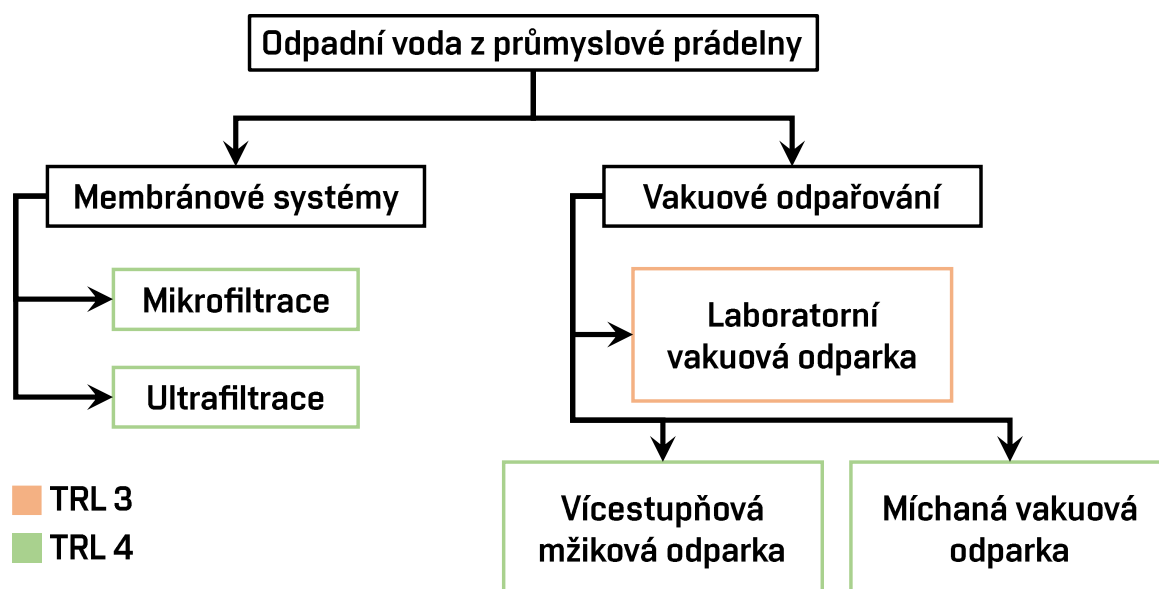 Odpadní voda z průmyslové prádelny
Membránové systémy
Vakuové odpařování
Mikrofiltrace
Ultrafiltrace
Laboratorní
vakuová odparka
Vícestupňová
mžiková odparka
Míchaná vakuová
odparka
TRL 3
TRL 4